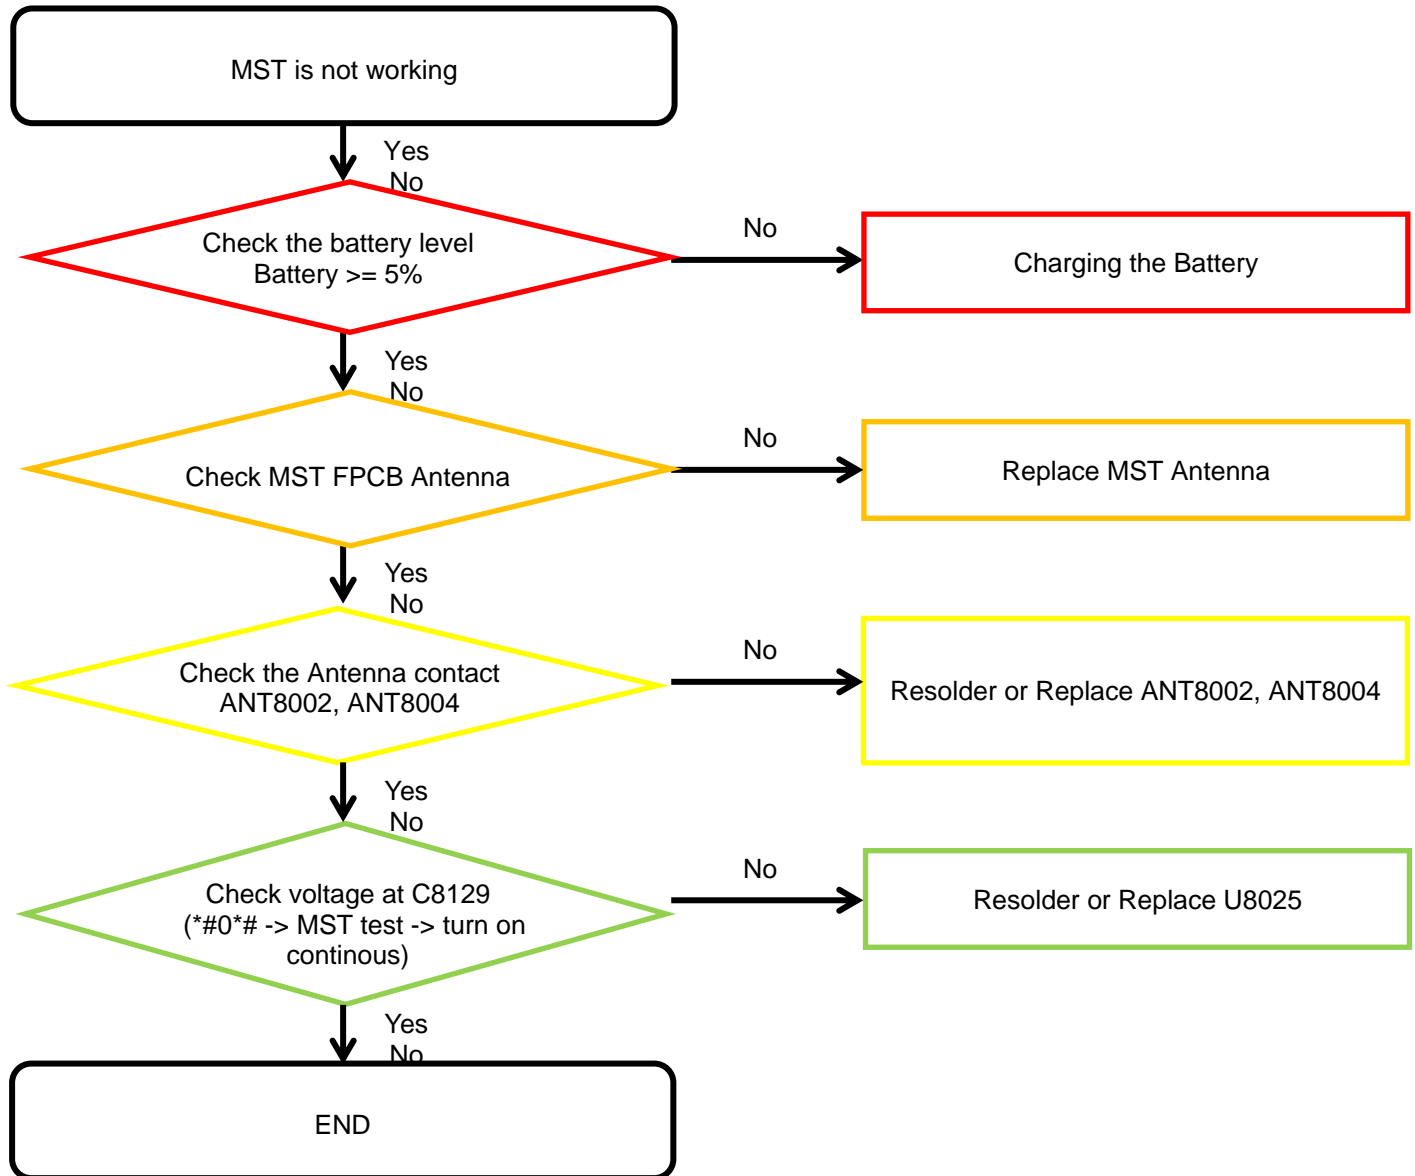 MST is not working
Yes
No
Check the battery level
Battery >= 5%
No
Charging the Battery
Yes
No
Check MST FPCB Antenna
No
Replace MST Antenna
Yes
No
Check the Antenna contact
ANT8002, ANT8004
No
Resolder or Replace ANT8002, ANT8004
Yes
No
Check voltage at C8129
(*#0*# -> MST test -> turn on
continous)
No
Resolder or Replace U8025
Yes
No
END